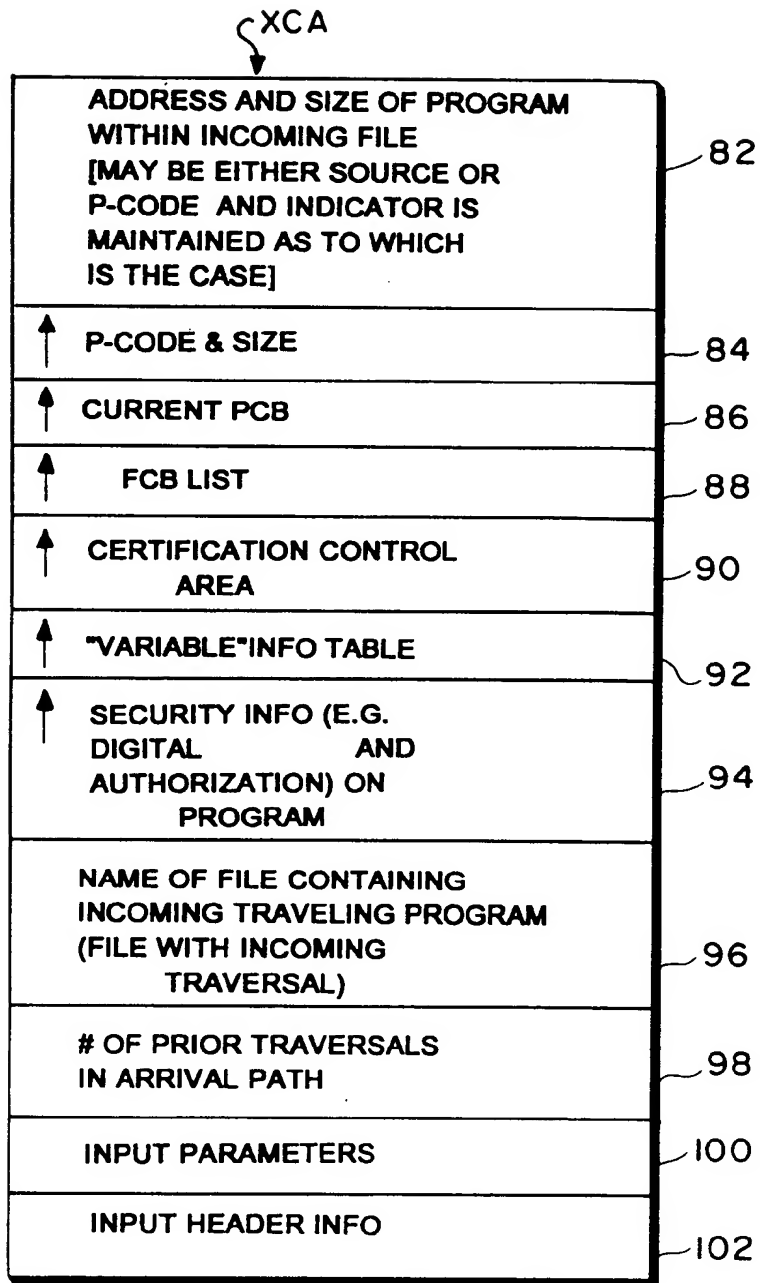 XCA
ADDRESS AND SIZE OF PROGRAM
WITHIN INCOMING FILE
[MAY BE EITHER SOURCE OR
P-CODE AND INDICATOR IS
MAINTAINED AS TO WHICH
IS THE CASE]
82
P-CODE & SIZE
84
CURRENT PCB
86
FCB LIST
88
CERTIFICATION CONTROL
AREA
90
"VARIABLE"INFO TABLE
92
SECURITY INFO (E.G.
DIGITAL AND
AUTHORIZATION) ON
PROGRAM
94
NAME OF FILE CONTAINING
INCOMING TRAVELING PROGRAM
(FILE WITH INCOMING
TRAVERSAL)
96
# OF PRIOR TRAVERSALS
IN ARRIVAL PATH
98
INPUT PARAMETERS
100
INPUT HEADER INFO
102